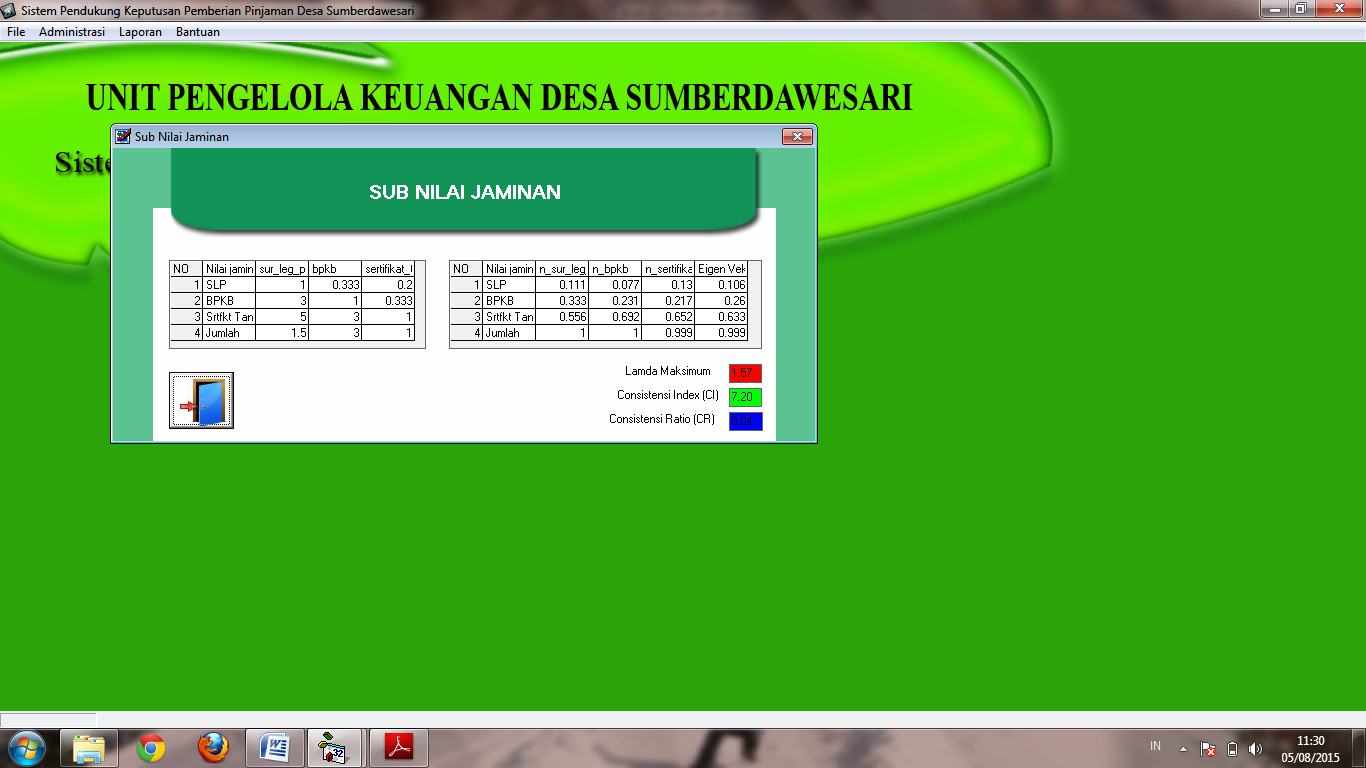 Sistem Pendukung Keputusan Pemberian Pinjaman Desa Sumberdawesari
File Administrasi Laporan Bantuan
UNIT PENGELOLA KEUANGAN DESA SUMBERDAWESARI
Siste
Sub Nilai Jaminan
SUB NILAI JAMINAN
NO Nilai jamin sur_leg_p bpkb sertifikat_t
1 SLP 1 0.333 0.2
2 BPKB 3 1 0.333
3 Srtfkt Tan 5 3 1
4 Jumlah 1.5 3 1
NO Nilai jamin n_sur_leg n_bpkb n_sertifika Eigen Vek
1 SLP 0.111 0.077 0.13 0.106
2 BPKB 0.333 0.231 0.217 0.26
3 Srtfkt Tan 0.556 0.692 0.652 0.633
4 Jumlah 1 1 0.999 0.999
Lamda Maksimum 1.57
Consistensi Index (CI) 7.20
Consistensi Ratio (CR) 0.04
32
IN
11:30
05/08/2015